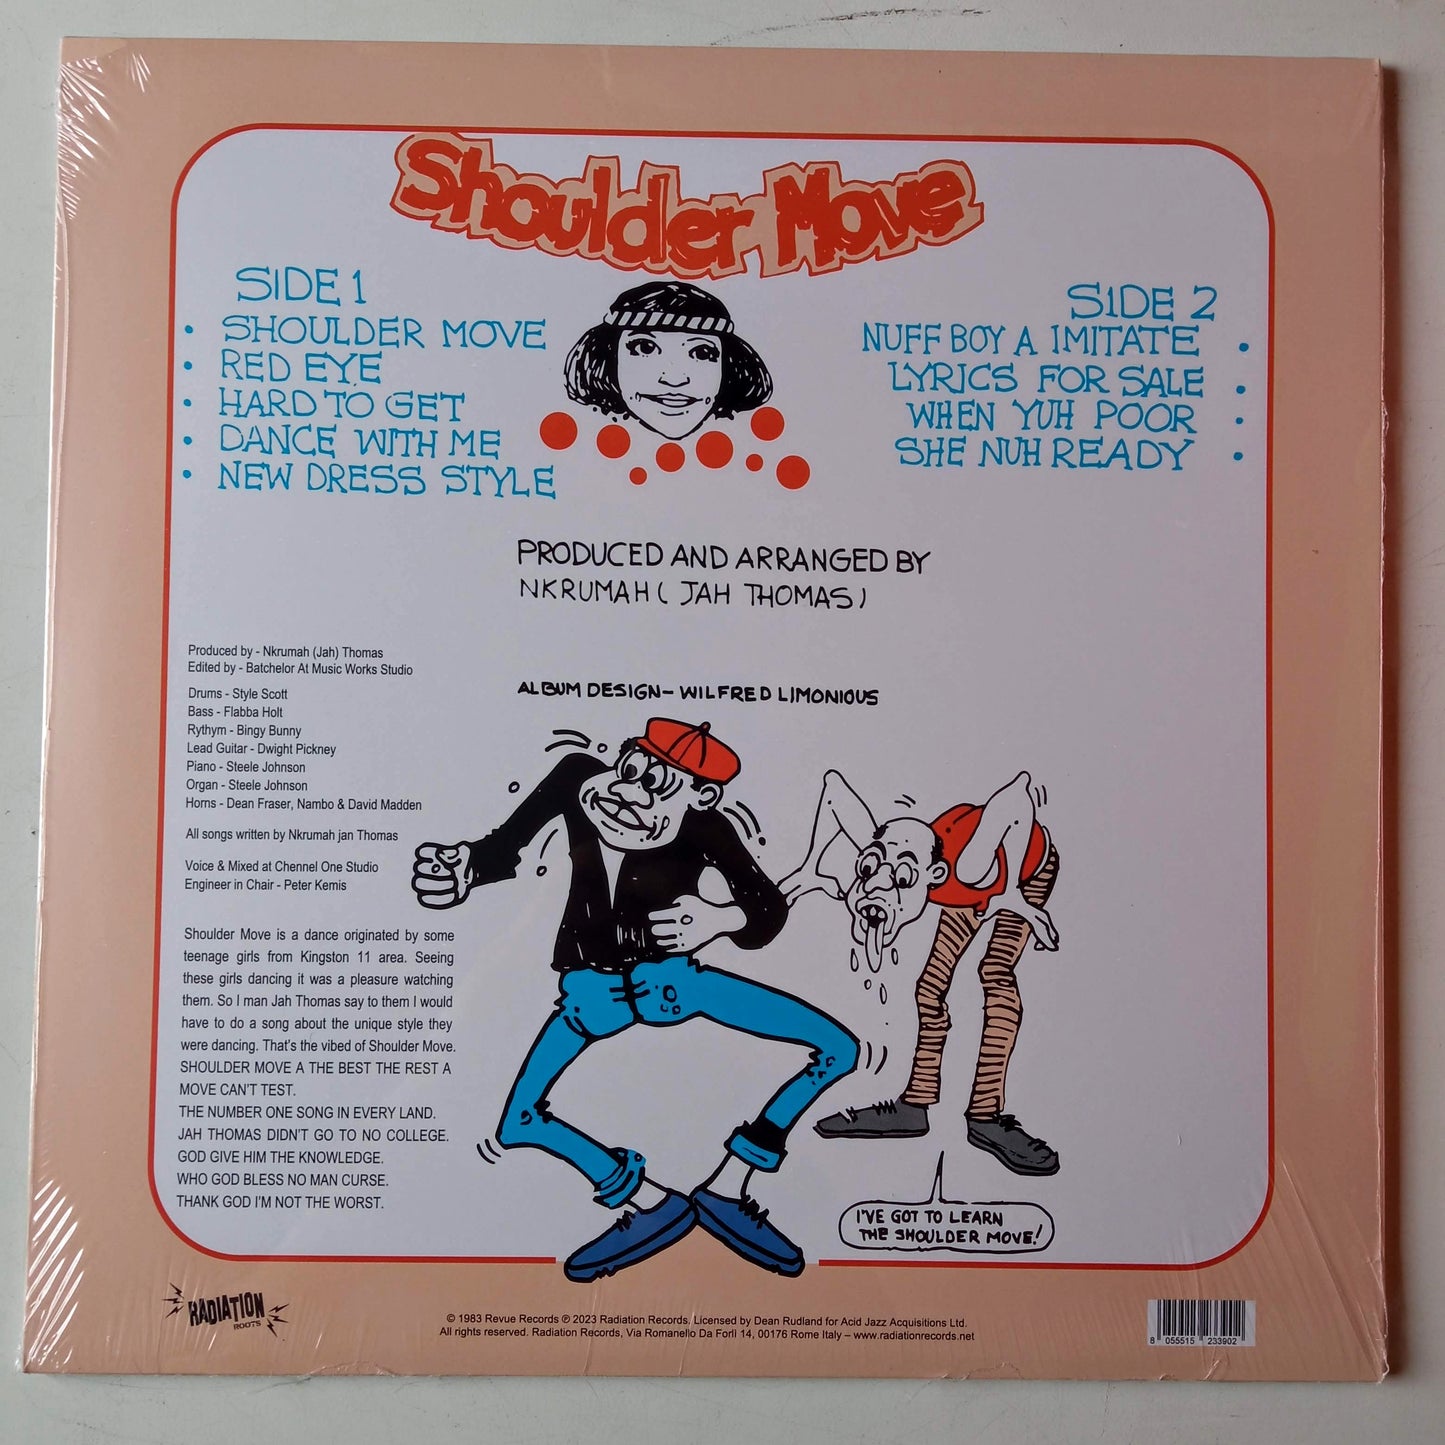 Shoulder Move
SIDE 1
• SHOULDER MOVE
• RED EYE
• HARD TO GET
• DANCE WITH ME
• NEW DRESS STYLE
SIDE 2
NUFF BOY A IMITATE •
LYRICS FOR SALE •
WHEN YUH POOR •
SHE NUH READY •
PRODUCED AND ARRANGED BY
NKRUMAH ( JAH THOMAS )
Produced by - Nkrumah (Jah) Thomas
Edited by - Batchelor At Music Works Studio
Drums - Style Scott
Bass - Flabba Holt
Rythym - Bingy Bunny
Lead Guitar - Dwight Pickney
Piano - Steele Johnson
Organ - Steele Johnson
Horns - Dean Fraser, Nambo & David Madden
All songs written by Nkrumah jan Thomas
Voice & Mixed at Chennel One Studio
Engineer in Chair - Peter Kemis
Shoulder Move is a dance originated by some
teenage girls from Kingston 11 area. Seeing
these girls dancing it was a pleasure watching
them. So I man Jah Thomas say to them I would
have to do a song about the unique style they
were dancing. That's the vibed of Shoulder Move.
SHOULDER MOVE A THE BEST THE REST A
MOVE CAN'T TEST.
THE NUMBER ONE SONG IN EVERY LAND.
JAH THOMAS DIDN'T GO TO NO COLLEGE.
GOD GIVE HIM THE KNOWLEDGE.
WHO GOD BLESS NO MAN CURSE.
THANK GOD I'M NOT THE WORST.
ALBUM DESIGN - WILFRED LIMONIOUS
I'VE GOT TO LEARN
THE SHOULDER MOVE!
RADIATION
ROOTS
© 1983 Revue Records ℗ 2023 Radiation Records. Licensed by Dean Rudland for Acid Jazz Acquisitions Ltd.
All rights reserved. Radiation Records, Via Romanello Da Forlì 14, 00176 Rome Italy – www.radiationrecords.net
8 055515 233902